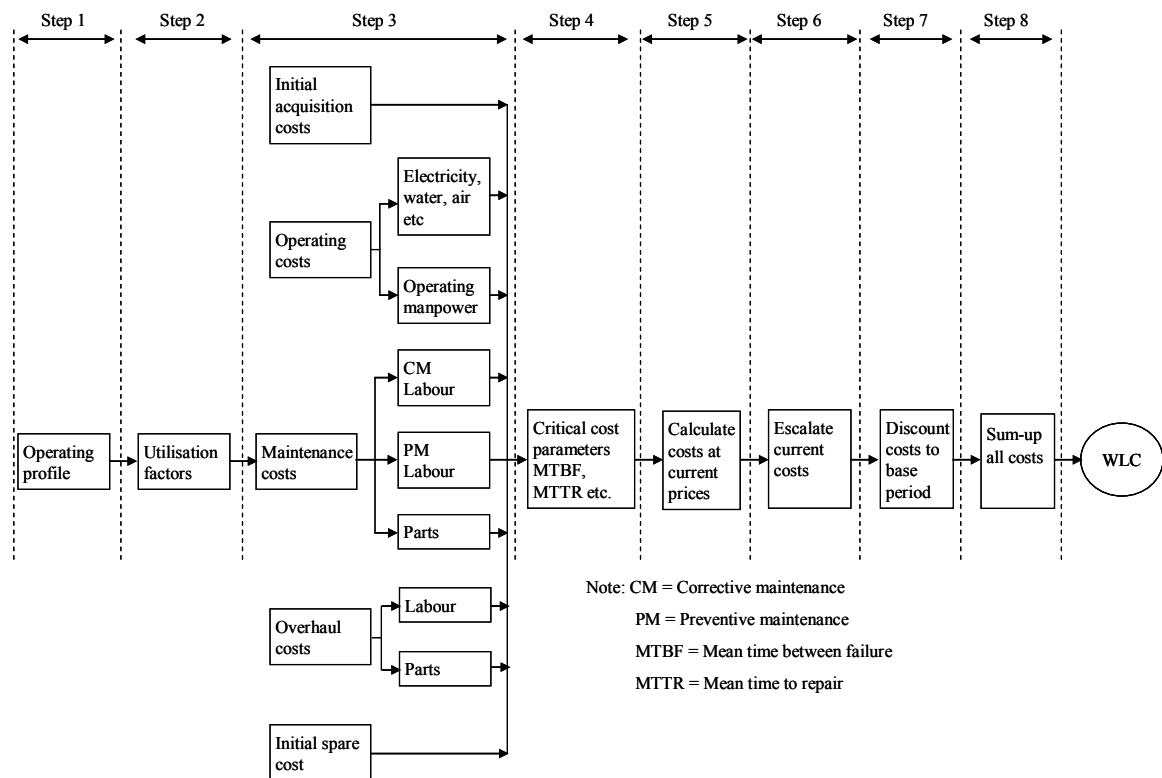 Step 1
Step 2
Step 3
Step 4
Step 5
Step 6
Step 7
Step 8
Initial
acquisition
costs
Electricity,
water, air
etc
Operating
costs
Operating
manpower
CM
Labour
Operating
profile
Utilisation
factors
Maintenance
costs
PM
Labour
Parts
Critical cost
parameters
MTBF,
MTTR etc.
Calculate
costs at
current
prices
Escalate
current
costs
Discount
costs to
base
period
Sum-up
all costs
WLC
Overhaul
costs
Labour
Parts
Initial spare
cost
Note: CM = Corrective maintenance
PM = Preventive maintenance
MTBF = Mean time between failure
MTTR = Mean time to repair